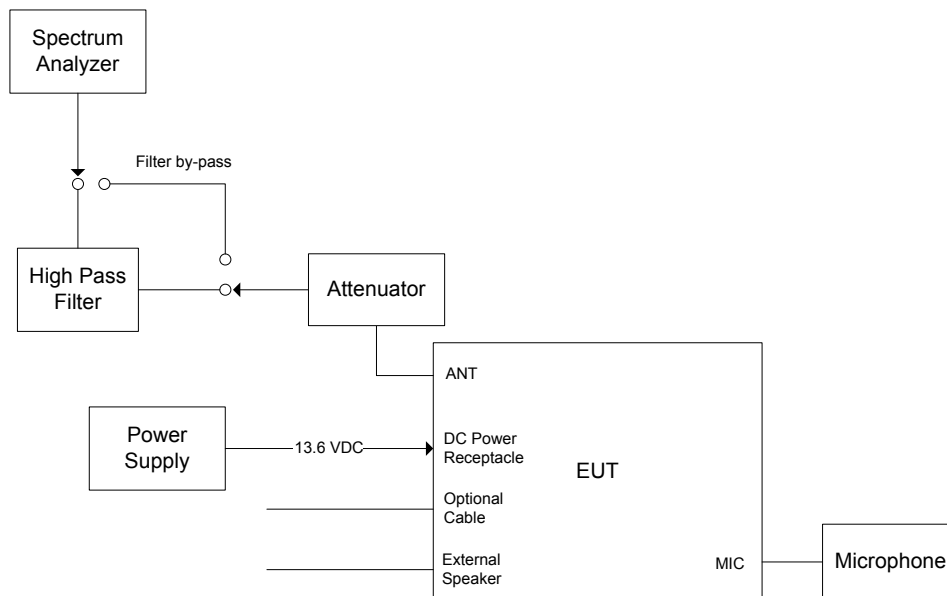 Spectrum
Analyzer
Filter by-pass
High Pass
Filter
Attenuator
ANT
Power
Supply
13.6 VDC
DC Power
Receptacle
EUT
Optional
Cable
External
Speaker
MIC
Microphone